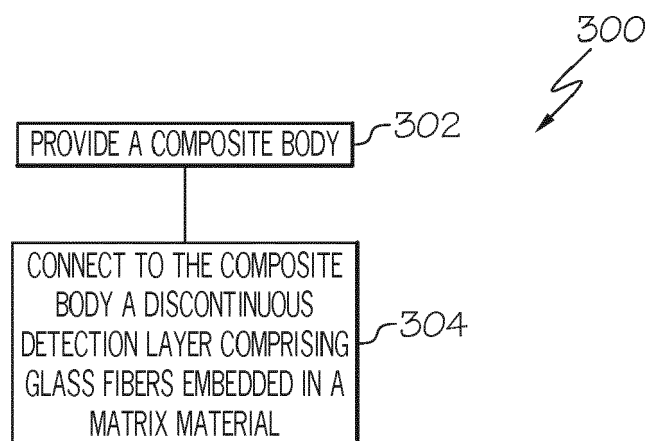 300
PROVIDE A COMPOSITE BODY
302
CONNECT TO THE COMPOSITE
BODY A DISCONTINUOUS
DETECTION LAYER COMPRISING
GLASS FIBERS EMBEDDED IN A
MATRIX MATERIAL
304